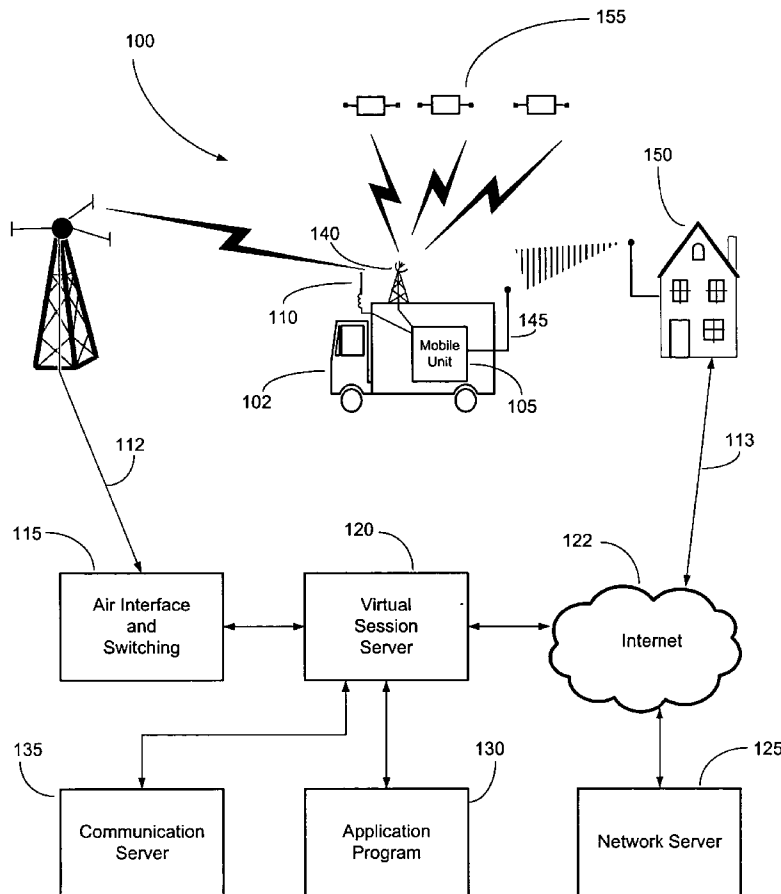 100
155
150
140
110
Mobile
Unit
145
102
105
112
113
115
120
122
Air Interface
and
Switching
Virtual
Session
Server
Internet
135
130
125
Communication
Server
Application
Program
Network Server